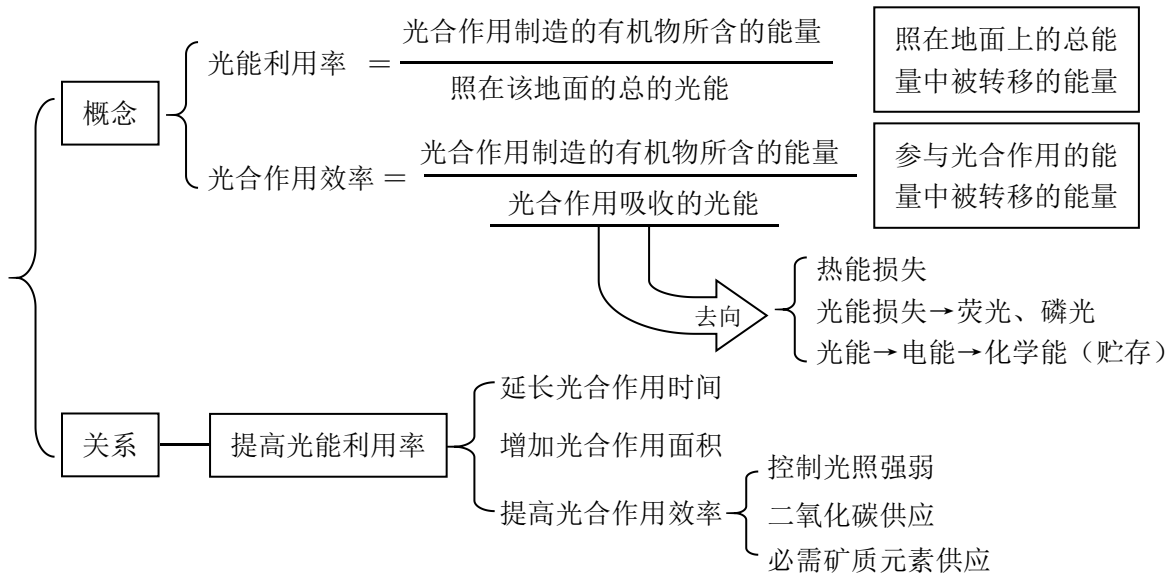 概念
光能利用率 =
光合作用制造的有机物所含的能量
照在该地面的总的光能
照在地面上的总能
量中被转移的能量
光合作用效率 =
光合作用制造的有机物所含的能量
光合作用吸收的光能
参与光合作用的能
量中被转移的能量
去向
热能损失
光能损失→荧光、磷光
光能→电能→化学能（贮存）
关系
提高光能利用率
延长光合作用时间
增加光合作用面积
提高光合作用效率
控制光照强弱
二氧化碳供应
必需矿质元素供应